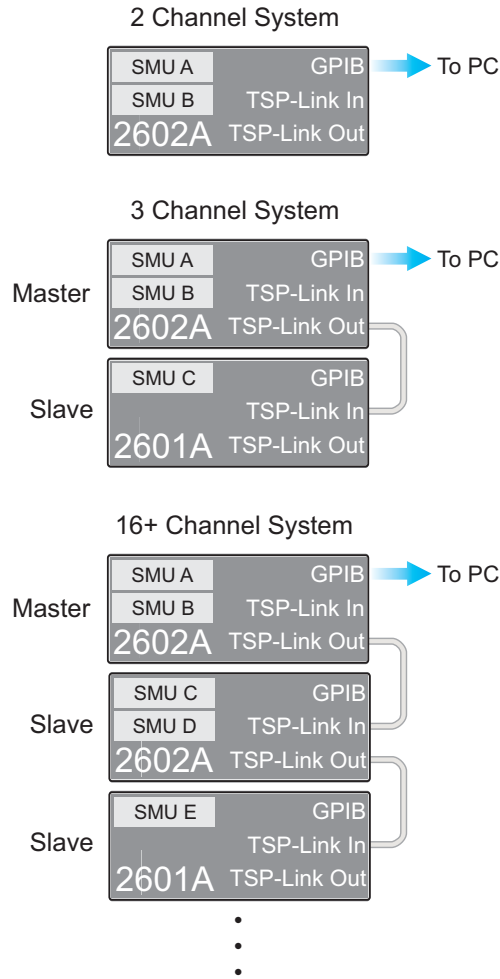 2 Channel System
SMU A GPIB To PC
SMU B TSP-Link In
2602A TSP-Link Out
3 Channel System
SMU A GPIB To PC
Master SMU B TSP-Link In
2602A TSP-Link Out
SMU C GPIB
Slave TSP-Link In
2601A TSP-Link Out
16+ Channel System
SMU A GPIB To PC
Master SMU B TSP-Link In
2602A TSP-Link Out
SMU C GPIB
Slave SMU D TSP-Link In
2602A TSP-Link Out
SMU E GPIB
Slave TSP-Link In
2601A TSP-Link Out